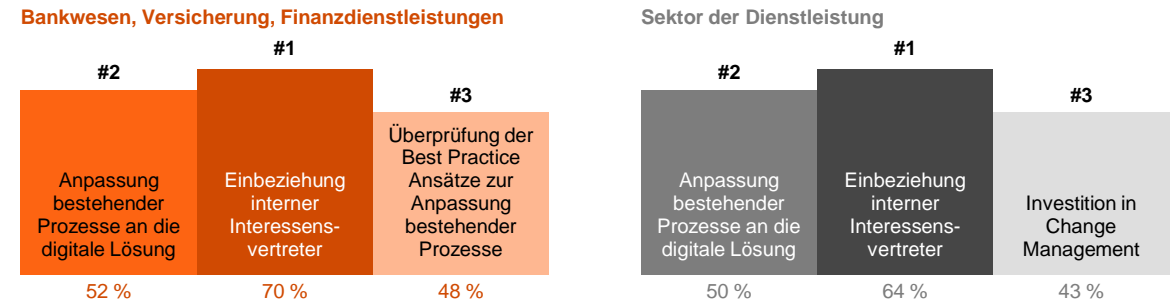 Bankwesen, Versicherung, Finanzdienstleistungen
#1
#2
#3
Anpassung
bestehender
Prozesse an die
digitale Lösung
Einbeziehung
interner
Interessens-
vertreter
Überprüfung der
Best Practice
Ansätze zur
Anpassung
bestehender
Prozesse
52 %
70 %
48 %
Sektor der Dienstleistung
#1
#2
#3
Anpassung
bestehender
Prozesse an die
digitale Lösung
Einbeziehung
interner
Interessens-
vertreter
Investition in
Change
Management
50 %
64 %
43 %